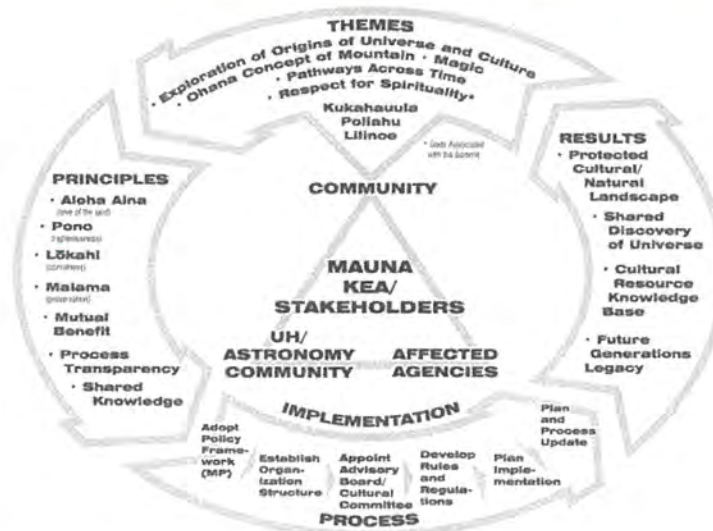 THEMES
• Exploration of Origins of Universe and Culture
• Ohana Concept of Mountain • Magic
• Pathways Across Time
• Respect for Spirituality*
Kukahauula
Poliahu
Lilinoe
* Gods Associated
with the Summit
PRINCIPLES
• Aloha Aina
(love of the land)
• Pono
(righteousness)
• Lōkahi
• Malama
• Mutual
Benefit
• Process
Transparency
• Shared
Knowledge
COMMUNITY
MAUNA
KEA/
STAKEHOLDERS
UH/
ASTRONOMY
COMMUNITY
AFFECTED
AGENCIES
RESULTS
• Protected
Cultural/
Natural
Landscape
• Shared
Discovery
of Universe
• Cultural
Resource
Knowledge
Base
• Future
Generations
Legacy
IMPLEMENTATION
Adopt
Policy
Frame-
work
(MP)
Establish
Organ-
ization
Structure
Appoint
Advisory
Board/
Cultural
Committee
Develop
Rules
and
Regula-
tions
Plan
Imple-
mentation
Plan
and
Process
Update
PROCESS